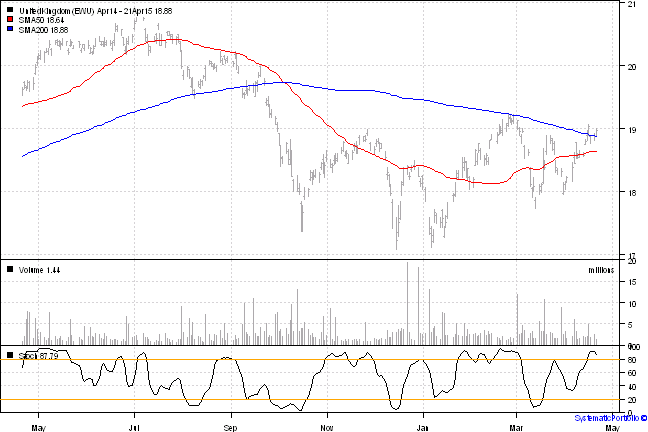 UnitedKingdom (EWU) Apr14 - 21Apr15 18.88
SMA50 18.64
SMA200 18.88
21
20
19
18
17
Volume 1.44
millions
20
15
10
5
0
Stoch 87.79
100
80
60
40
20
0
May Jul Sep Nov Jan Mar May
SystematicPortfolio ©